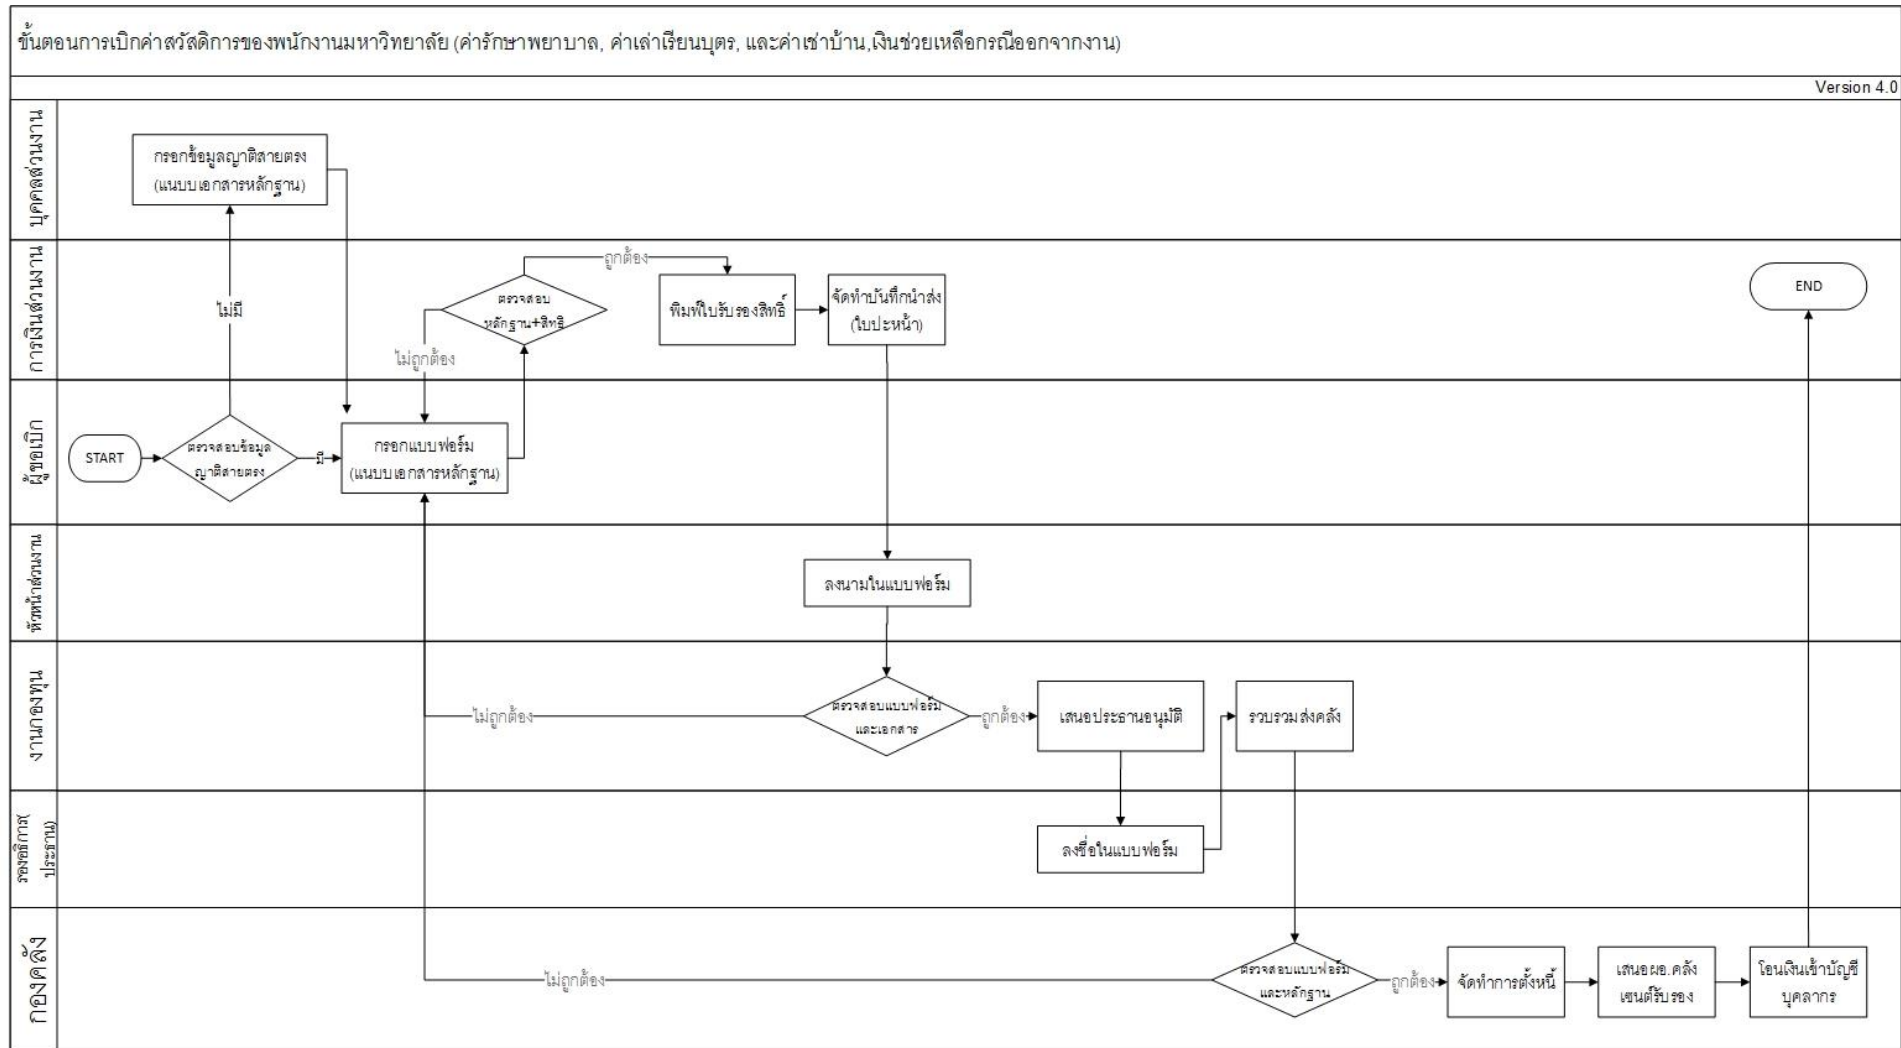 ขั้นตอนการเบิกค่าสวัสดิการของพนักงานมหาวิทยาลัย (ค่ารักษาพยาบาล, ค่าเล่าเรียนบุตร, และค่าเช่าบ้าน,เงินช่วยเหลือกรณีออกจากงาน)
Version 4.0
บุคคลส่วนงาน
กรอกข้อมูลญาติสายตรง
(แนบบเอกสารหลักฐาน)
ไม่มี
การเงินส่วนงาน
ตรวจสอบ
หลักฐาน+สิทธิ
ถูกต้อง
ไม่ถูกต้อง
พิมพ์ใบรับรองสิทธิ์
จัดทำบันทึกนำส่ง
(ใบปะหน้า)
END
ผู้ขอเบิก
START
ตรวจสอบข้อมูล
ญาติสายตรง
มี
กรอกแบบฟอร์ม
(แนบบเอกสารหลักฐาน)
หัวหน้าส่วนงาน
ลงนามในแบบฟอร์ม
งานกองทุน
ไม่ถูกต้อง
ตรวจสอบแบบฟอร์ม
และเอกสาร
ถูกต้อง
เสนอประธานอนุมัติ
รวบรวมส่งคลัง
รองอธิการ(
ประธาน)
ลงชื่อในแบบฟอร์ม
กองคลัง
ไม่ถูกต้อง
ตรวจสอบแบบฟอร์ม
และหลักฐาน
ถูกต้อง
จัดทำการตั้งหนี้
เสนอผอ.คลัง
เซนต์รับรอง
โอนเงินเข้าบัญชี
บุคลากร